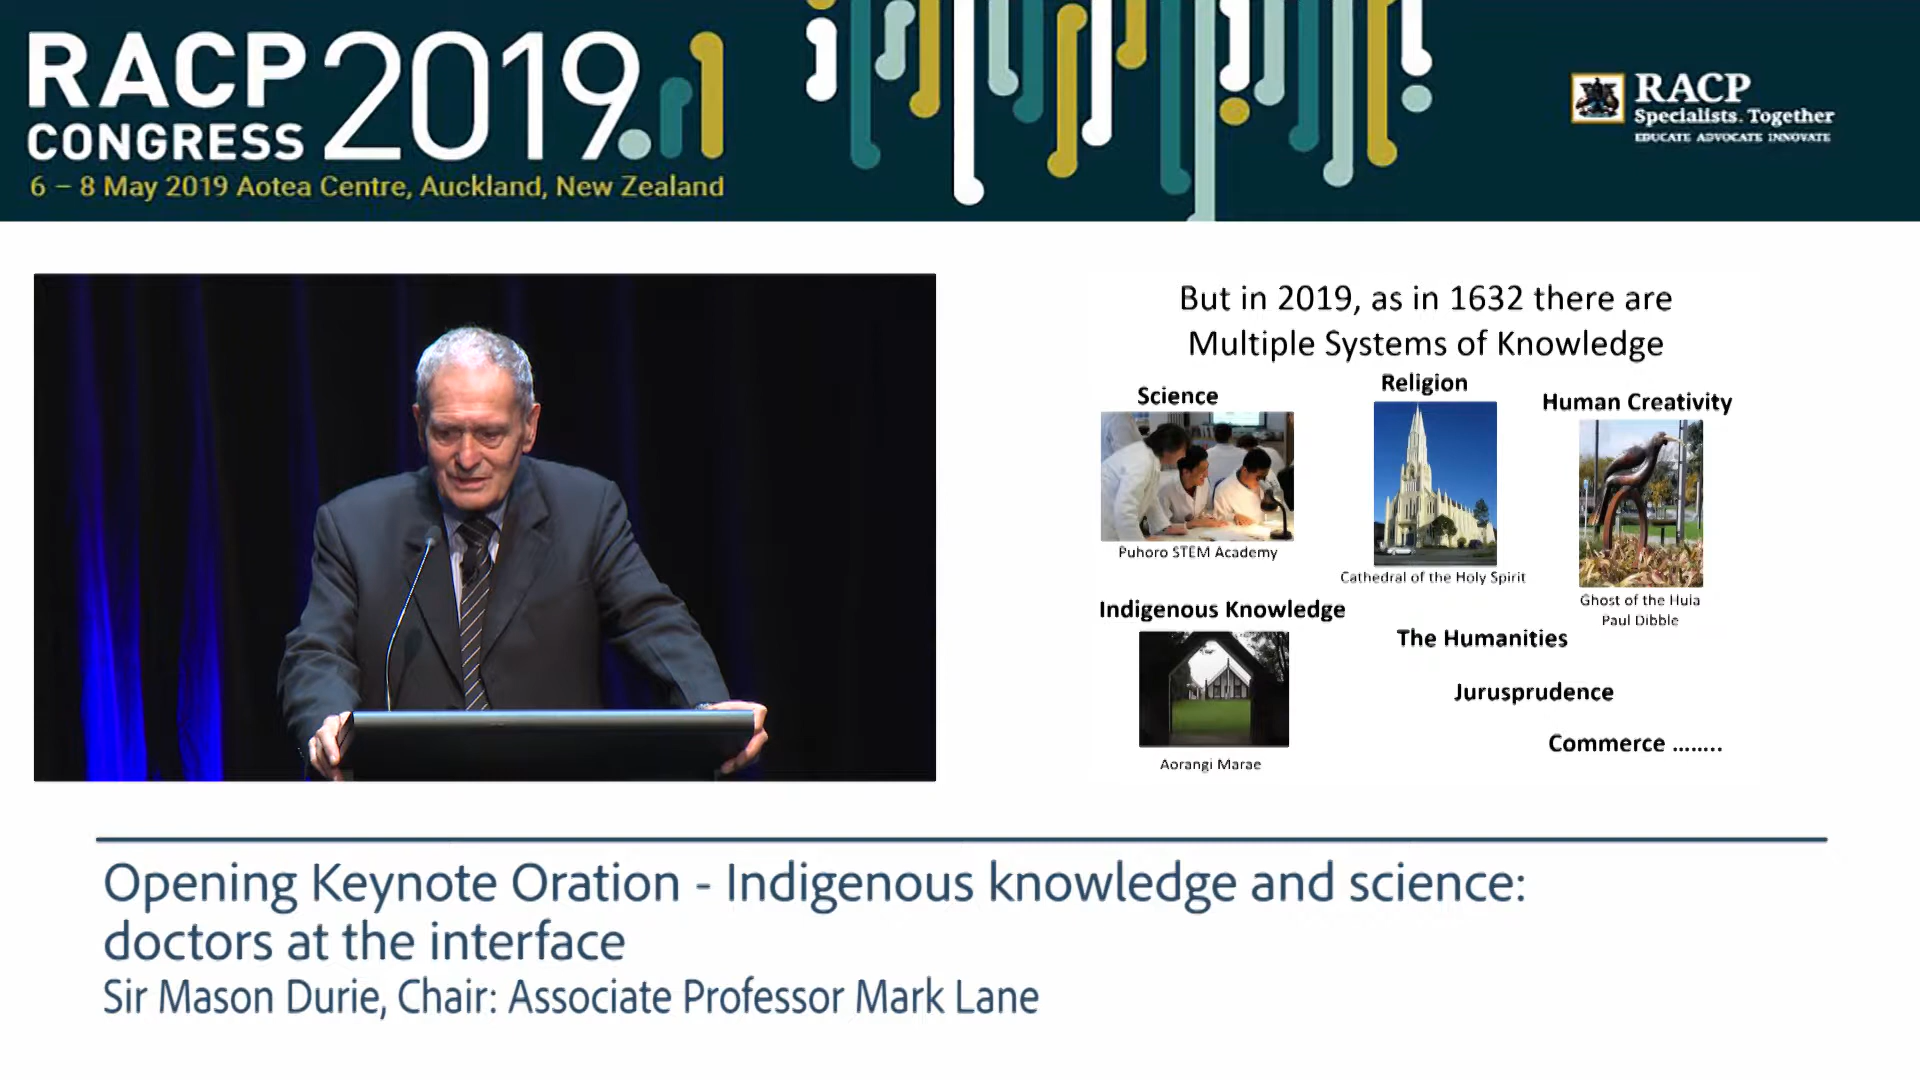 RACP
CONGRESS
2019
6 – 8 May 2019 Aotea Centre, Auckland, New Zealand
RACP
Specialists. Together
EDUCATE ADVOCATE INNOVATE
But in 2019, as in 1632 there are
Multiple Systems of Knowledge
Science
Religion
Human Creativity
Puhoro STEM Academy
Cathedral of the Holy Spirit
Ghost of the Huia
Paul Dibble
Indigenous Knowledge
The Humanities
Jurusprudence
Commerce ........
Aorangi Marae
Opening Keynote Oration - Indigenous knowledge and science:
doctors at the interface
Sir Mason Durie, Chair: Associate Professor Mark Lane